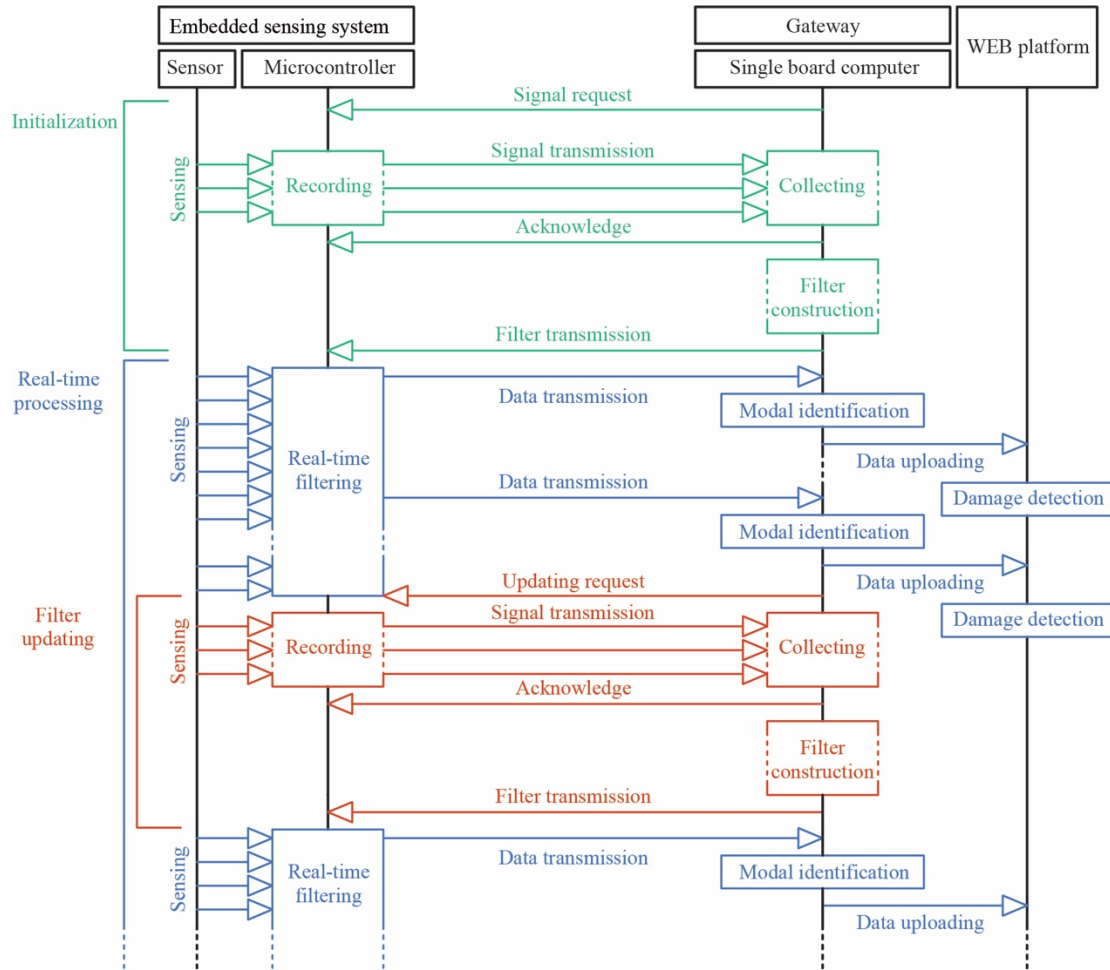 Embedded sensing system
Gateway
WEB platform
Sensor
Microcontroller
Single board computer
Initialization
Signal request
Sensing
Recording
Signal transmission
Collecting
Acknowledge
Filter
construction
Filter transmission
Real-time
processing
Sensing
Real-time
filtering
Data transmission
Modal identification
Data uploading
Data transmission
Damage detection
Modal identification
Data uploading
Updating request
Damage detection
Filter
updating
Sensing
Recording
Signal transmission
Collecting
Acknowledge
Filter
construction
Filter transmission
Sensing
Real-time
filtering
Data transmission
Modal identification
Data uploading